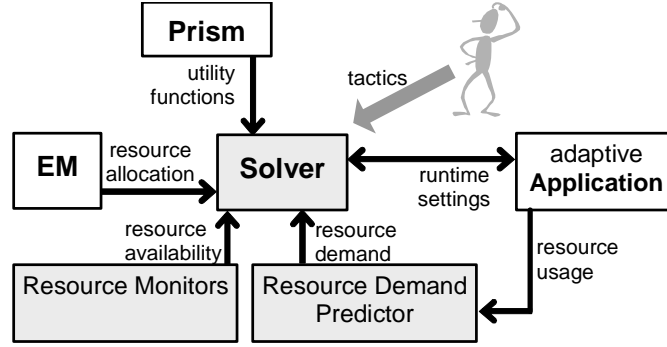 Prism
utility
functions
tactics
EM
resource
allocation
Solver
runtime
settings
adaptive
Application
resource
availability
resource
demand
resource
usage
Resource Monitors
Resource Demand
Predictor